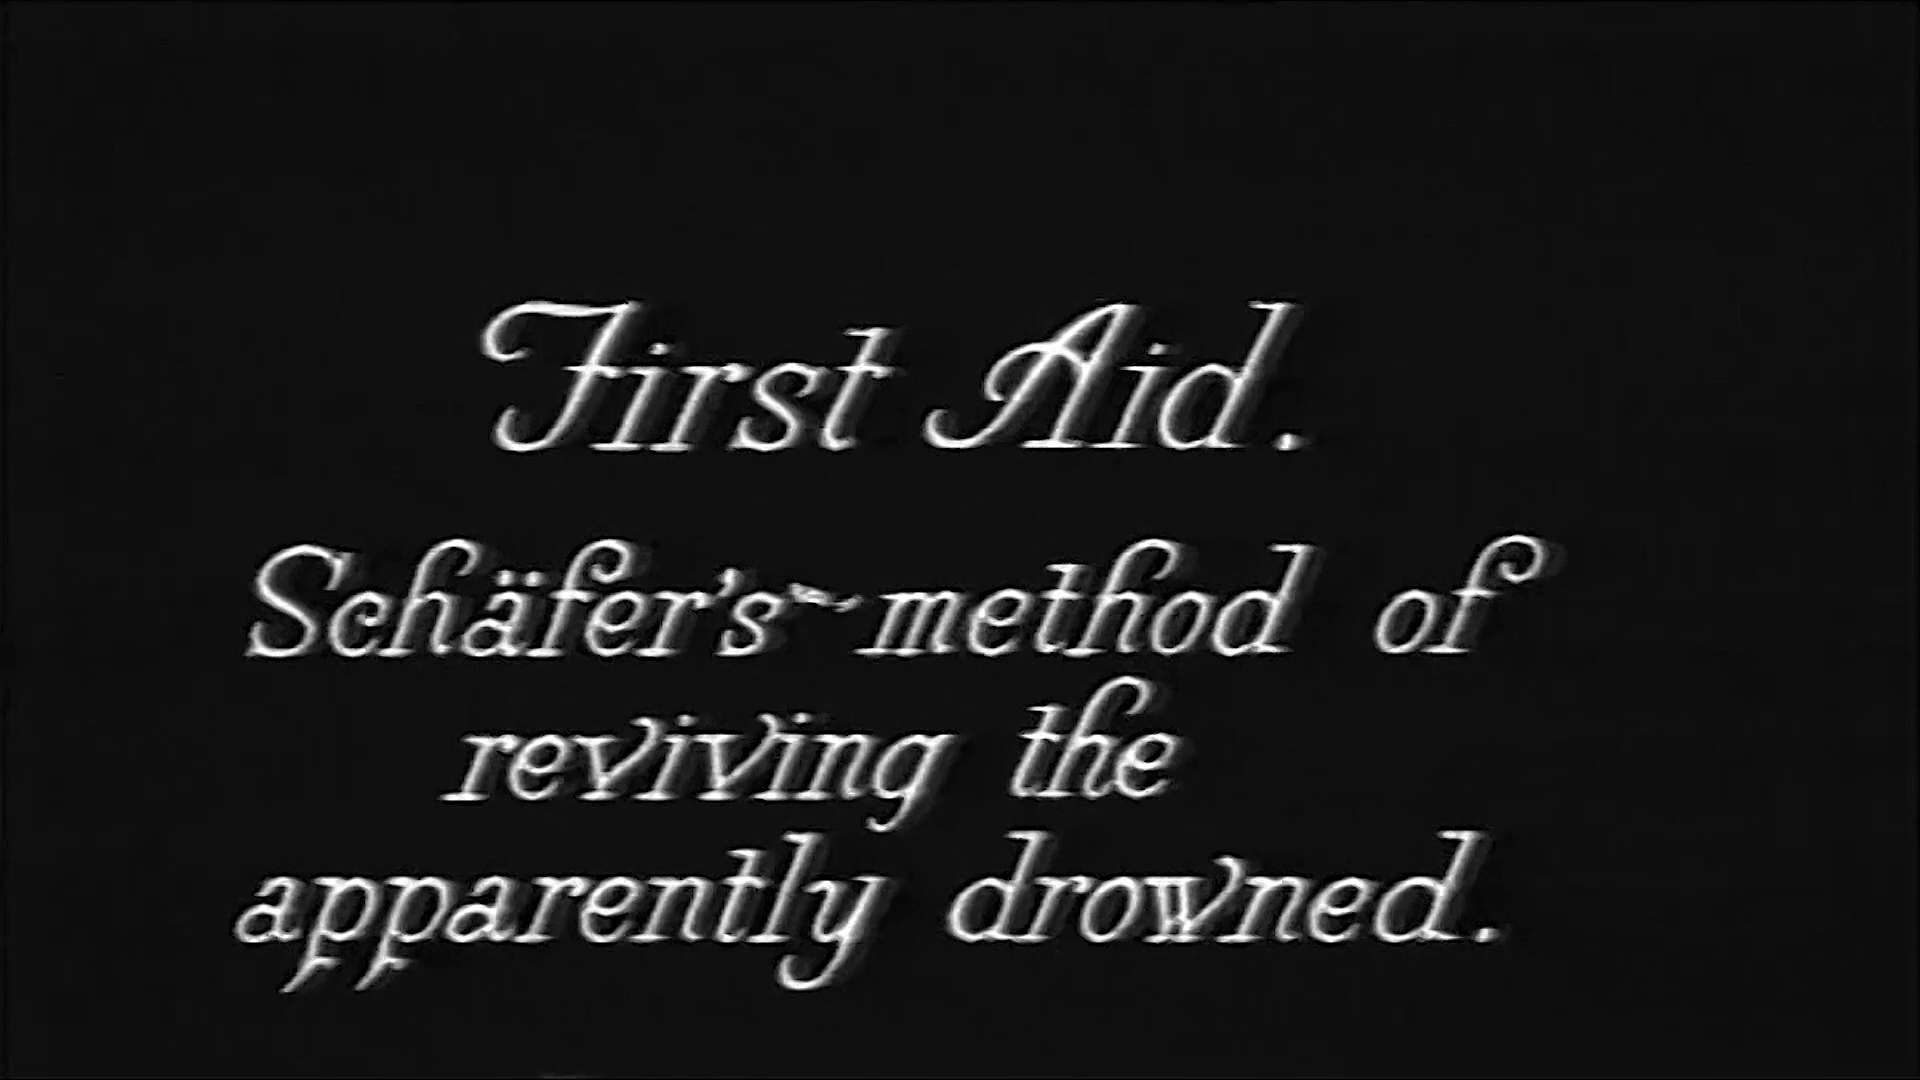 First Aid.
Schäfer's~method of
reviving the
apparently drowned.